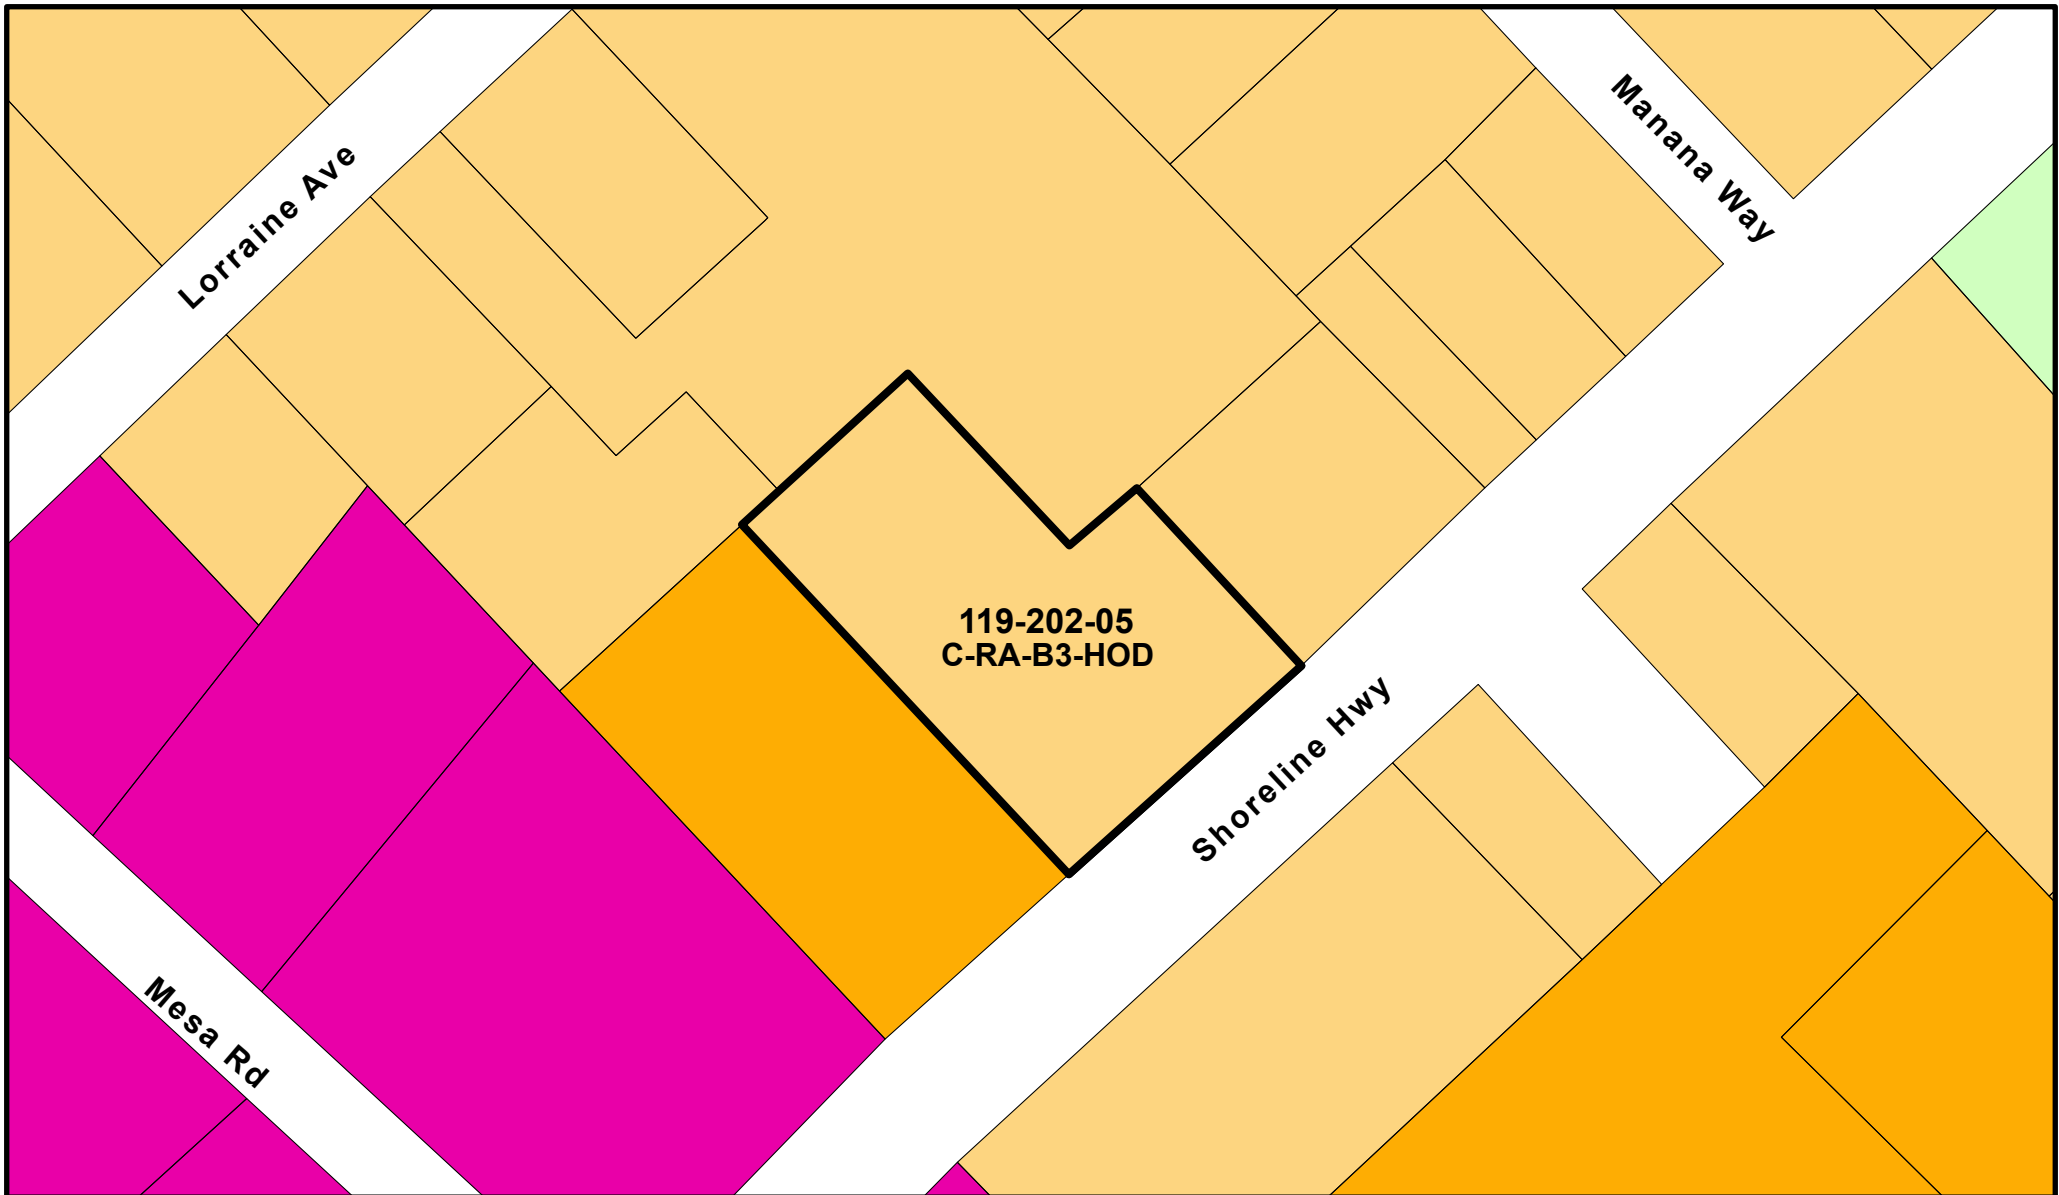 Manana Way
Lorraine Ave
119-202-05
C-RA-B3-HOD
Shoreline Hwy
Mesa Rd